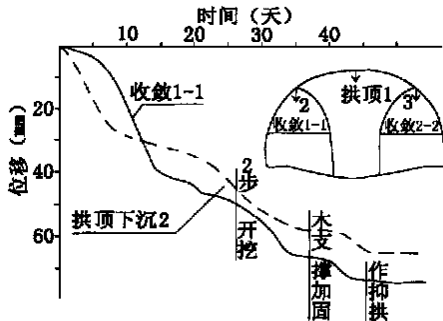 时间（天）
10 20 30 40 50
位移（mm）
20
40
60
收敛1-1
拱顶下沉2
2步
开挖
木支
撑加固
作抑拱
2
3
拱顶1
收敛1-1
收敛2-2